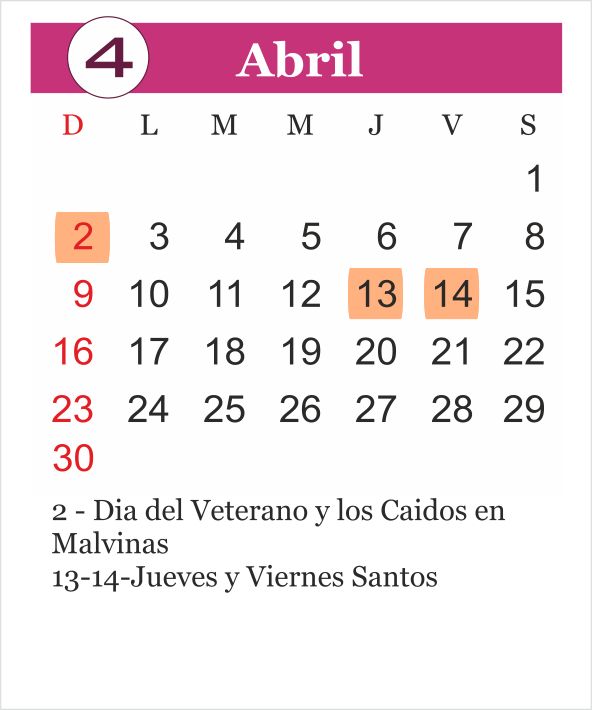 4 Abril
D L M M J V S
1
2 3 4 5 6 7 8
9 10 11 12 13 14 15
16 17 18 19 20 21 22
23 24 25 26 27 28 29
30
2 - Dia del Veterano y los Caidos en
Malvinas
13-14-Jueves y Viernes Santos